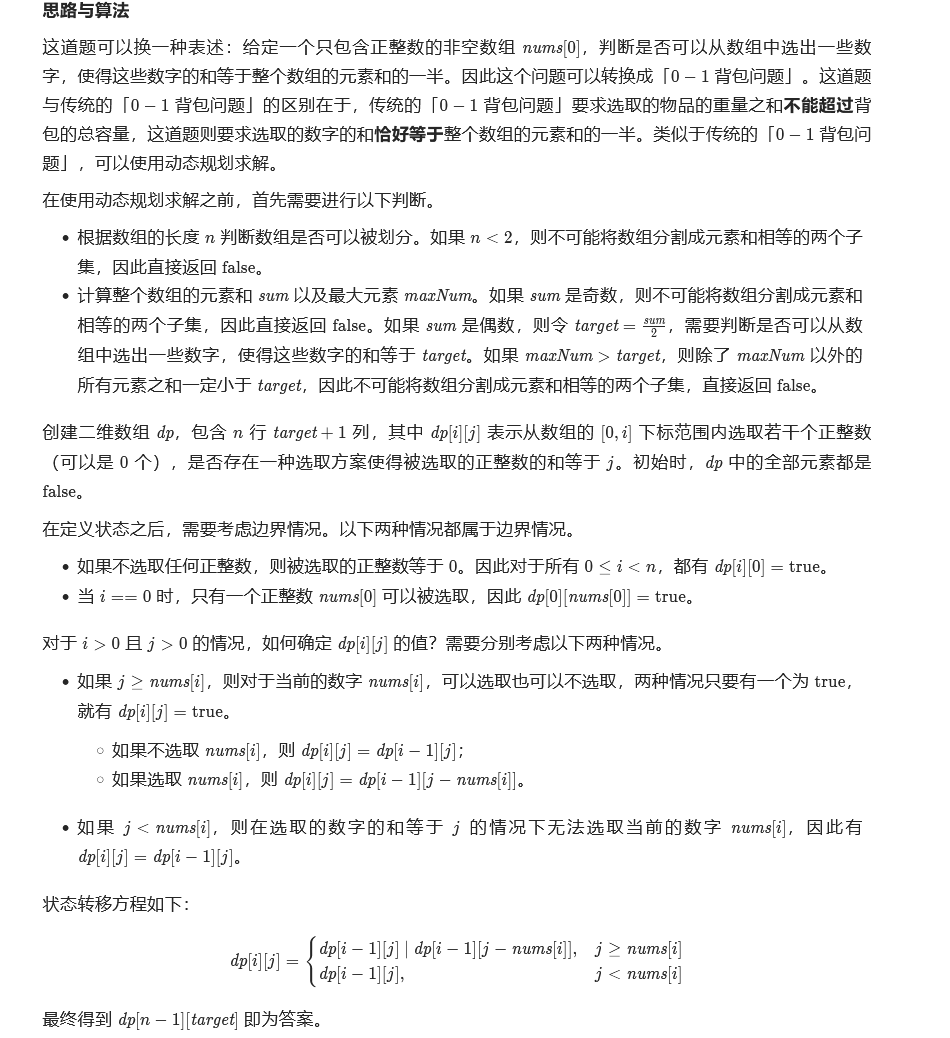 思路与算法
这道题可以换一种表述：给定一个只包含正整数的非空数组 nums[0]，判断是否可以从数组中选出一些数
字，使得这些数字的和等于整个数组的元素和的一半。因此这个问题可以转换成「0 − 1 背包问题」。这道题
与传统的「0 − 1 背包问题」的区别在于，传统的「0 − 1 背包问题」要求选取的物品的重量之和不能超过背
包的总容量，这道题则要求选取的数字的和恰好等于整个数组的元素和的一半。类似于传统的「0 − 1 背包问
题」，可以使用动态规划求解。
在使用动态规划求解之前，首先需要进行以下判断。
• 根据数组的长度 n 判断数组是否可以被划分。如果 n < 2，则不可能将数组分割成元素和相等的两个子
集，因此直接返回 false。
• 计算整个数组的元素和 sum 以及最大元素 maxNum。如果 sum 是奇数，则不可能将数组分割成元素和
相等的两个子集，因此直接返回 false。如果 sum 是偶数，则令 target = sum/2，需要判断是否可以从数
组中选出一些数字，使得这些数字的和等于 target。如果 maxNum > target，则除了 maxNum 以外的
所有元素之和一定小于 target，因此不可能将数组分割成元素和相等的两个子集，直接返回 false。
创建二维数组 dp，包含 n 行 target + 1 列，其中 dp[i][j] 表示从数组的 [0, i] 下标范围内选取若干个正整数
（可以是 0 个），是否存在一种选取方案使得被选取的正整数的和等于 j。初始时，dp 中的全部元素都是
false。
在定义状态之后，需要考虑边界情况。以下两种情况都属于边界情况。
• 如果不选取任何正整数，则被选取的正整数等于 0。因此对于所有 0 ≤ i < n，都有 dp[i][0] = true。
• 当 i == 0 时，只有一个正整数 nums[0] 可以被选取，因此 dp[0][nums[0]] = true。
对于 i > 0 且 j > 0 的情况，如何确定 dp[i][j] 的值？需要分别考虑以下两种情况。
• 如果 j ≥ nums[i]，则对于当前的数字 nums[i]，可以选取也可以不选取，两种情况只要有一个为 true，
就有 dp[i][j] = true。
○ 如果不选取 nums[i]，则 dp[i][j] = dp[i − 1][j]；
○ 如果选取 nums[i]，则 dp[i][j] = dp[i − 1][j − nums[i]]。
• 如果 j < nums[i]，则在选取的数字的和等于 j 的情况下无法选取当前的数字 nums[i]，因此有
dp[i][j] = dp[i − 1][j]。
状态转移方程如下：
dp[i][j] = { dp[i − 1][j] | dp[i − 1][j − nums[i]], j ≥ nums[i]
dp[i − 1][j], j < nums[i]
最终得到 dp[n − 1][target] 即为答案。